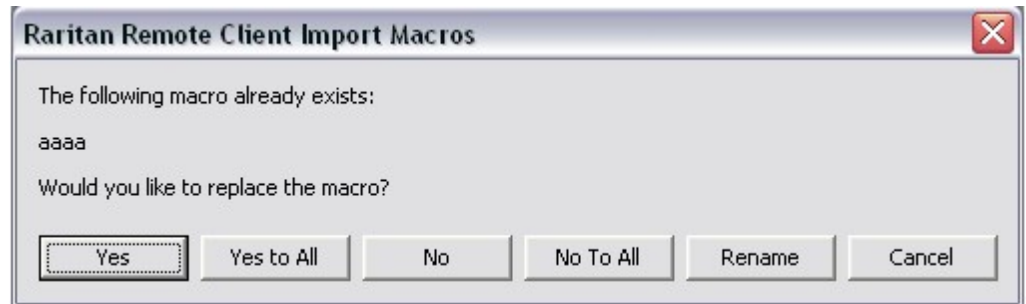 Raritan Remote Client Import Macros
The following macro already exists:
aaaa
Would you like to replace the macro?
Yes Yes to All No No To All Rename Cancel